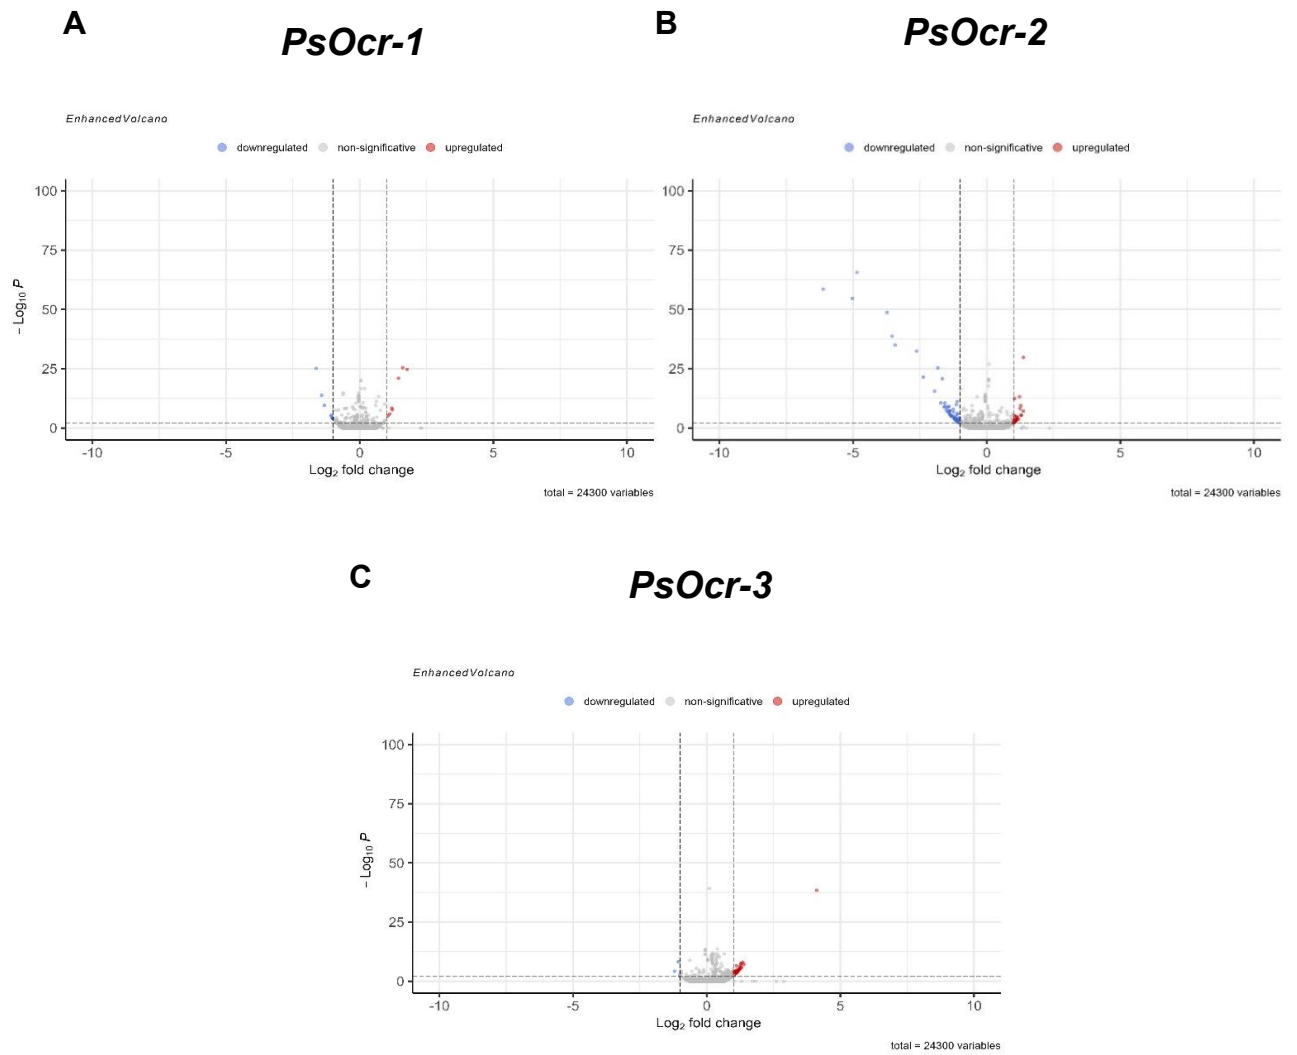 A
PsOcr-1
EnhancedVolcano
downregulated non-significative upregulated
100
75
50
25
0
– Log₁₀ P
-10 -5 0 5 10
Log₂ fold change
total = 24300 variables
B
PsOcr-2
EnhancedVolcano
downregulated non-significative upregulated
100
75
50
25
0
-10 -5 0 5 10
Log₂ fold change
total = 24300 variables
C
PsOcr-3
EnhancedVolcano
downregulated non-significative upregulated
100
75
50
25
0
– Log₁₀ P
-10 -5 0 5 10
Log₂ fold change
total = 24300 variables